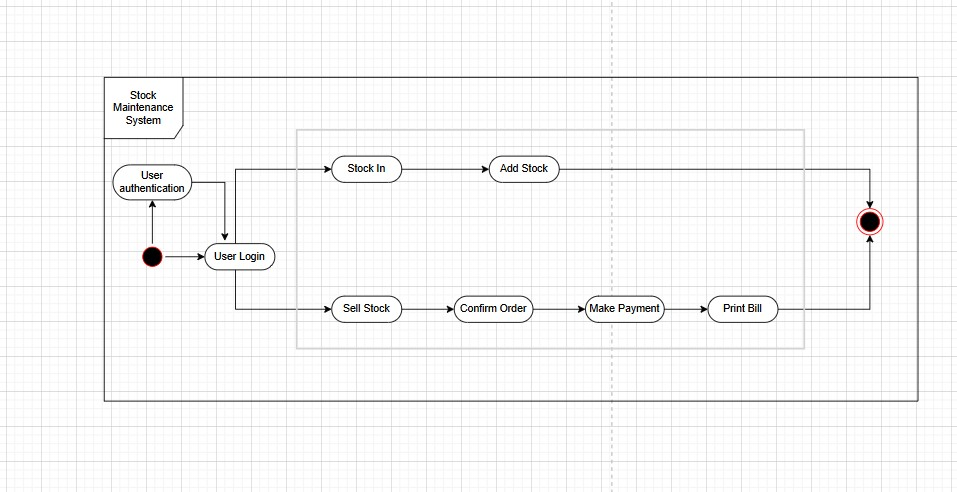 Stock
Maintenance
System
User
authentication
Stock In
Add Stock
User Login
Sell Stock
Confirm Order
Make Payment
Print Bill